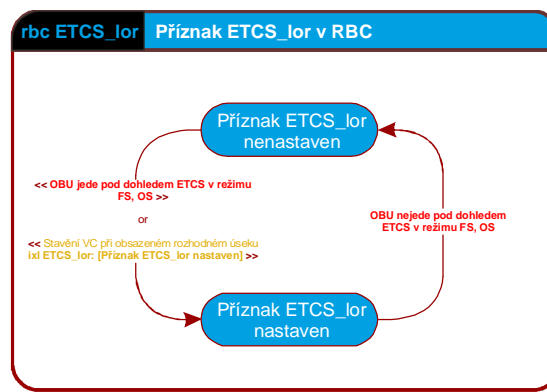 rbc ETCS_lor Příznak ETCS_lor v RBC
Příznak ETCS_lor
nenastaven
<< OBU jede pod dohledem ETCS v režimu
FS, OS >>
or
<< Stavění VC při obsazeném rozhodném úseku
ixl ETCS_lor: [Příznak ETCS_lor nastaven] >>
OBU nejede pod dohledem
ETCS v režimu FS, OS
Příznak ETCS_lor
nastaven